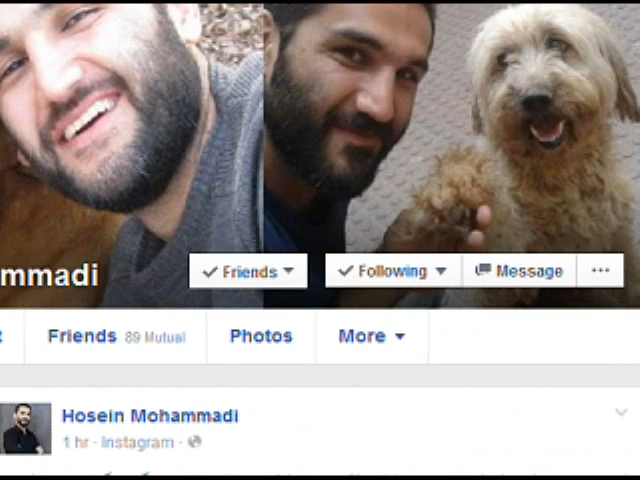 mmadi
Friends
Following
Message
Friends 89 Mutual
Photos
More
Hosein Mohammadi
1 hr · Instagram ·